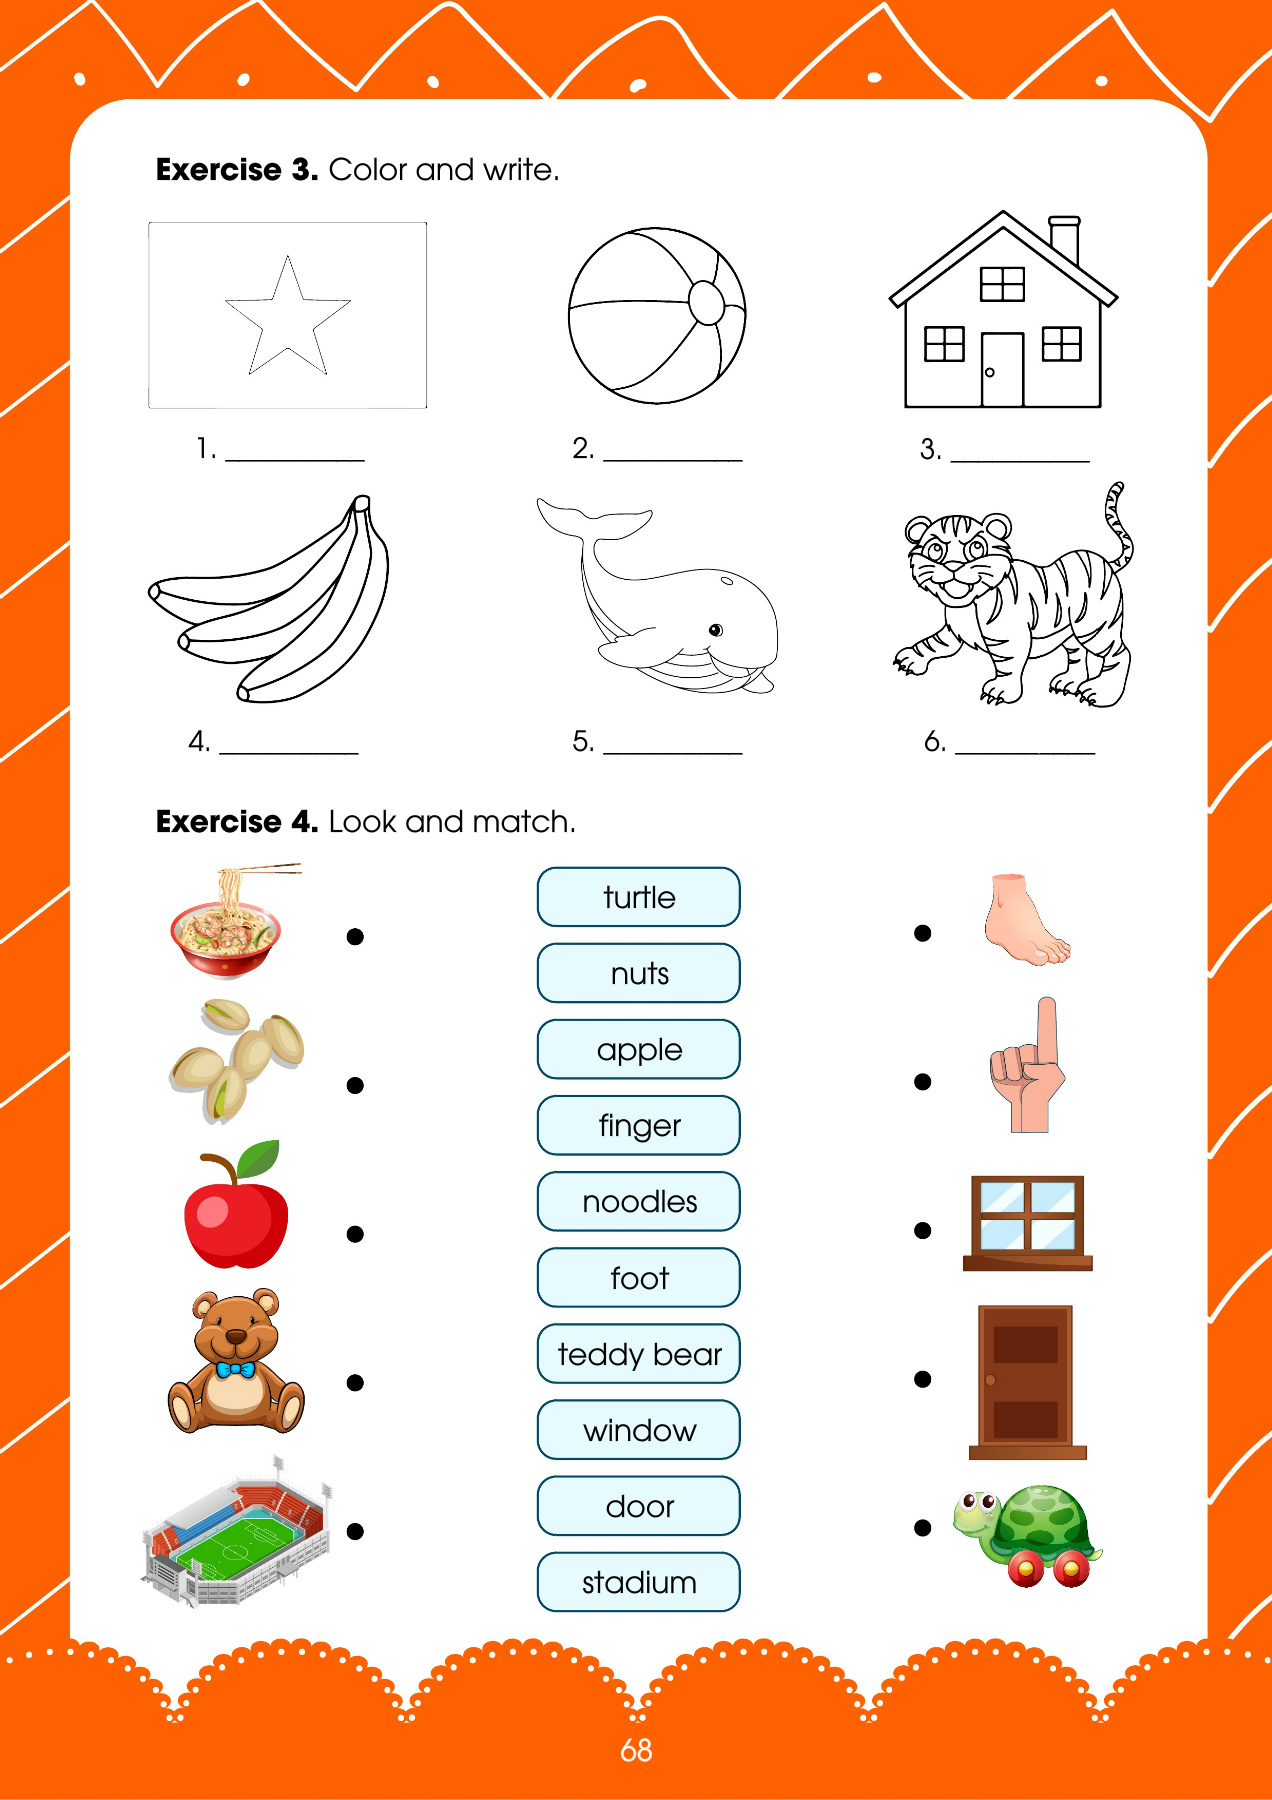 Exercise 3. Color and write.
1. __________
2. __________
3. __________
4. __________
5. __________
6. __________
Exercise 4. Look and match.
turtle
nuts
apple
finger
noodles
foot
teddy bear
window
door
stadium
68